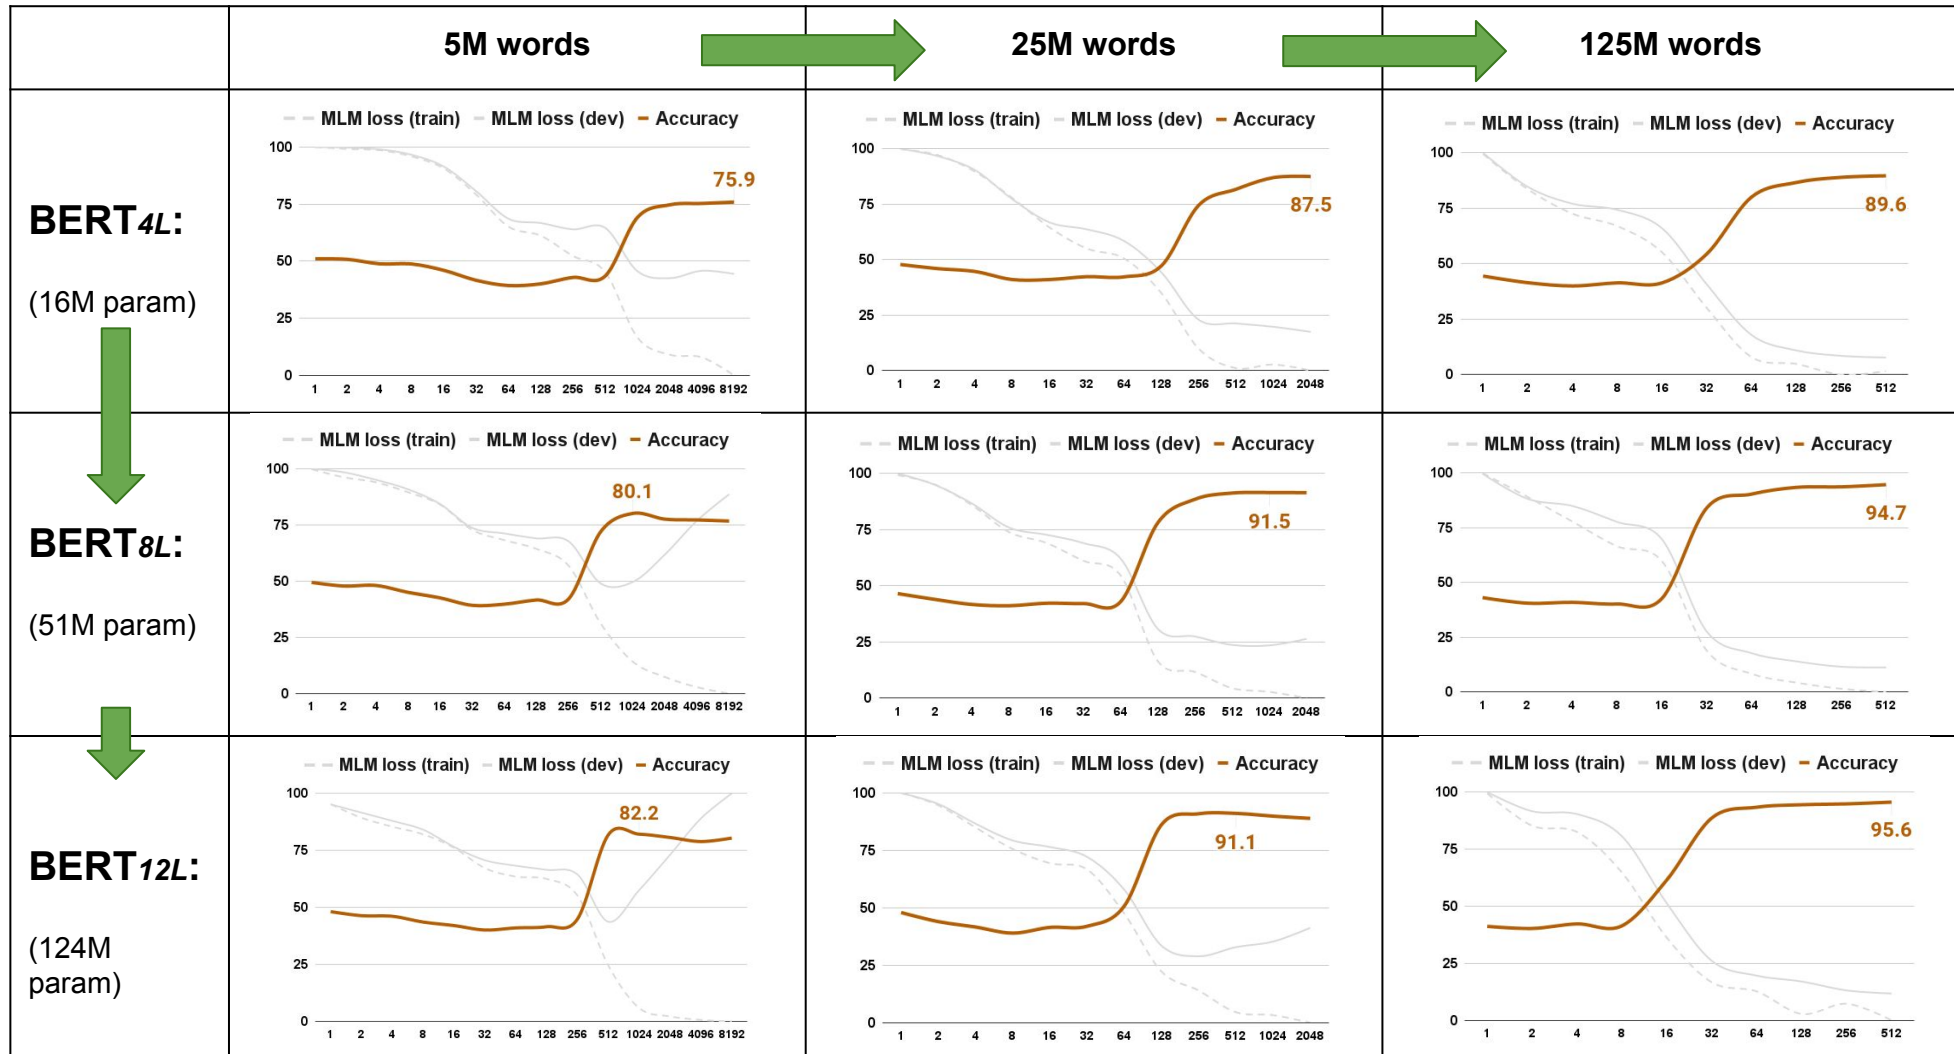 5M words
25M words
125M words
BERT4L:
(16M param)
MLM loss (train) MLM loss (dev) Accuracy
100
75
50
25
0
75.9
1 2 4 8 16 32 64 128 256 512 1024 2048 4096 8192
MLM loss (train) MLM loss (dev) Accuracy
100
75
50
25
0
87.5
1 2 4 8 16 32 64 128 256 512 1024 2048
MLM loss (train) MLM loss (dev) Accuracy
100
75
50
25
0
89.6
1 2 4 8 16 32 64 128 256 512
BERT8L:
(51M param)
MLM loss (train) MLM loss (dev) Accuracy
100
75
50
25
0
80.1
1 2 4 8 16 32 64 128 256 512 1024 2048 4096 8192
MLM loss (train) MLM loss (dev) Accuracy
100
75
50
25
0
91.5
1 2 4 8 16 32 64 128 256 512 1024 2048
MLM loss (train) MLM loss (dev) Accuracy
100
75
50
25
0
94.7
1 2 4 8 16 32 64 128 256 512
BERT12L:
(124M
param)
MLM loss (train) MLM loss (dev) Accuracy
100
75
50
25
0
82.2
1 2 4 8 16 32 64 128 256 512 1024 2048 4096 8192
MLM loss (train) MLM loss (dev) Accuracy
100
75
50
25
0
91.1
1 2 4 8 16 32 64 128 256 512 1024 2048
MLM loss (train) MLM loss (dev) Accuracy
100
75
50
25
0
95.6
1 2 4 8 16 32 64 128 256 512